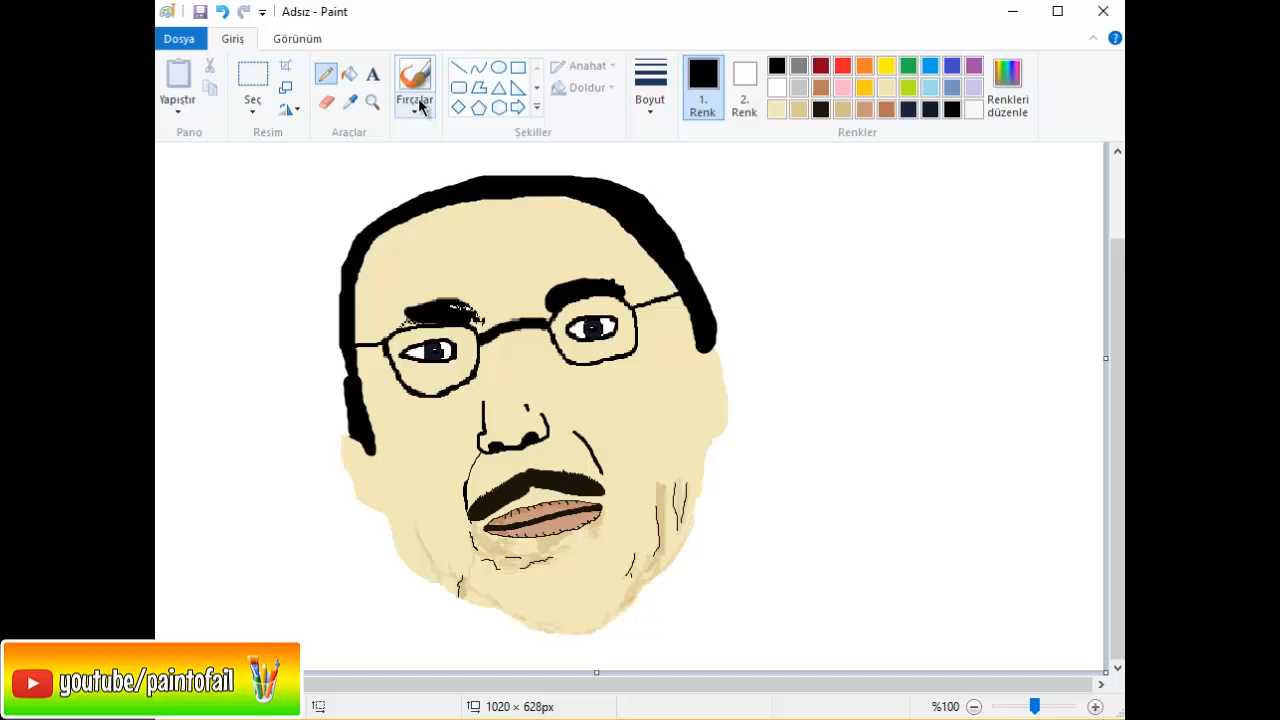 Adsız - Paint
Dosya
Giriş
Görünüm
Yapıştır
Seç
A
Fırçalar
Anahat
Doldur
Boyut
1.
Renk
2.
Renk
Renkleri
düzenle
Pano
Resim
Araçlar
Şekiller
Renkler
youtube/paintofail
1020 × 628px
%100